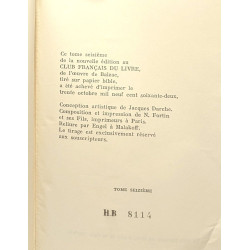 Ce tome seizième
de la nouvelle édition au
CLUB FRANÇAIS DU LIVRE,
de l'œuvre de Balzac,
tiré sur papier bible,
a été achevé d'imprimer le
trente octobre mil neuf cent soixante-deux.
Conception artistique de Jacques Daroha.
Composition et impression de N. Fortin
et ses Fils, imprimeurs à Paris.
Reliure par Engel à Malakoff.
Le tirage est exclusivement réservé
aux souscripteurs.
TOME SEIZIÈME
HB 8114